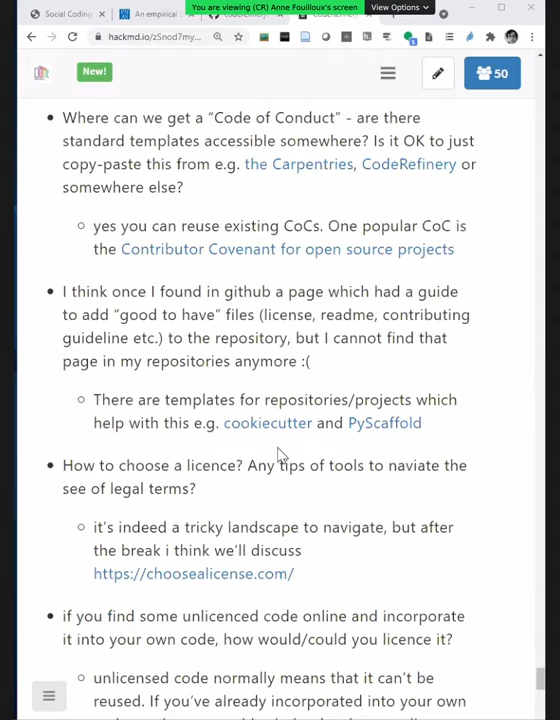 Social Coding
An empirical
You are viewing (CR) Anne Fouilloux's screen
View Options
hackmd.io/zSnod7my...
New!
50
Where can we get a “Code of Conduct” - are there
standard templates accessible somewhere? Is it OK to just
copy-paste this from e.g. the Carpentries, CodeRefinery or
somewhere else?
yes you can reuse existing CoCs. One popular CoC is
the Contributor Covenant for open source projects
I think once I found in github a page which had a guide
to add “good to have” files (license, readme, contributing
guideline etc.) to the repository, but I cannot find that
page in my repositories anymore :(
There are templates for repositories/projects which
help with this e.g. cookiecutter and PyScaffold
How to choose a licence? Any tips of tools to naviate the
see of legal terms?
it’s indeed a tricky landscape to navigate, but after
the break i think we’ll discuss
https://choosealicense.com/
if you find some unlicenced code online and incorporate
it into your own code, how would/could you licence it?
unlicensed code normally means that it can’t be
reused. If you’ve already incorporated into your own